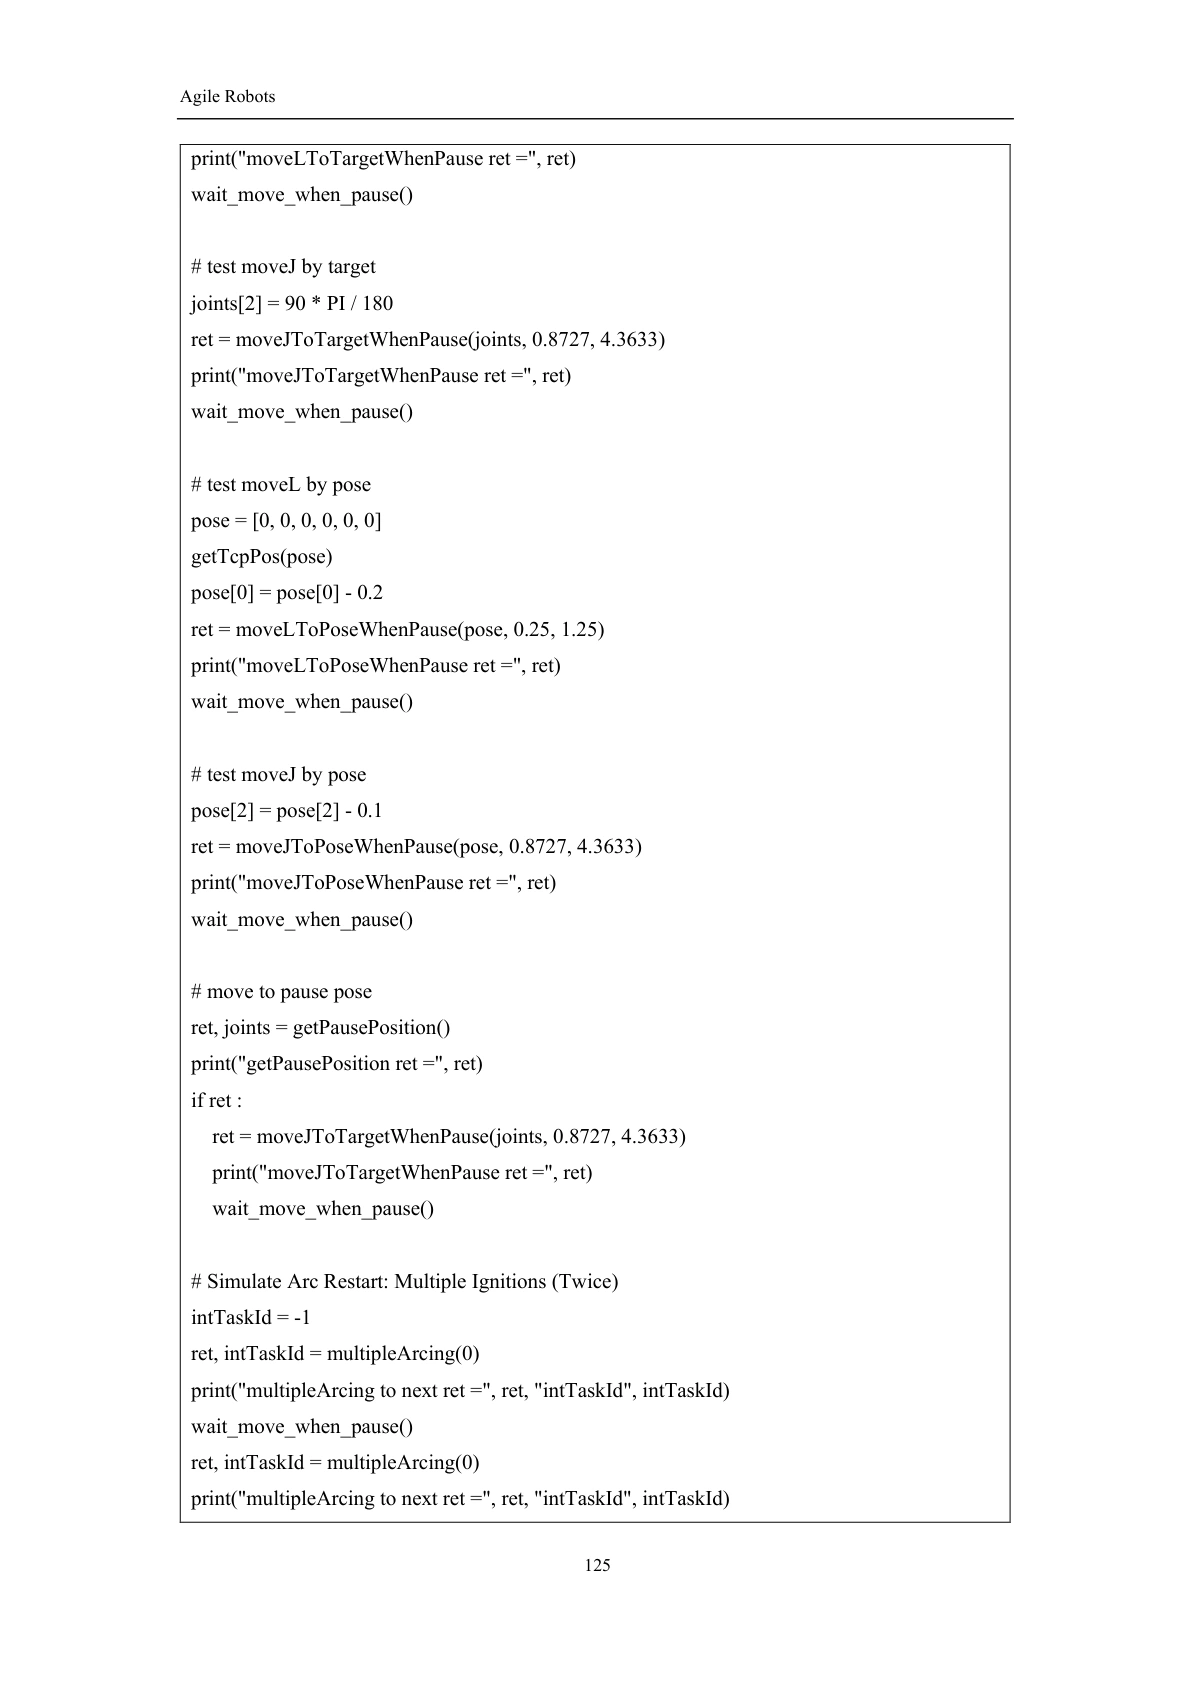 Agile Robots
print("moveLToTargetWhenPause ret =", ret)
wait_move_when_pause()
# test moveJ by target
joints[2] = 90 * PI / 180
ret = moveJToTargetWhenPause(joints, 0.8727, 4.3633)
print("moveJToTargetWhenPause ret =", ret)
wait_move_when_pause()
# test moveL by pose
pose = [0, 0, 0, 0, 0, 0]
getTcpPos(pose)
pose[0] = pose[0] - 0.2
ret = moveLToPoseWhenPause(pose, 0.25, 1.25)
print("moveLToPoseWhenPause ret =", ret)
wait_move_when_pause()
# test moveJ by pose
pose[2] = pose[2] - 0.1
ret = moveJToPoseWhenPause(pose, 0.8727, 4.3633)
print("moveJToPoseWhenPause ret =", ret)
wait_move_when_pause()
# move to pause pose
ret, joints = getPausePosition()
print("getPausePosition ret =", ret)
if ret :
    ret = moveJToTargetWhenPause(joints, 0.8727, 4.3633)
    print("moveJToTargetWhenPause ret =", ret)
    wait_move_when_pause()
# Simulate Arc Restart: Multiple Ignitions (Twice)
intTaskId = -1
ret, intTaskId = multipleArcing(0)
print("multipleArcing to next ret =", ret, "intTaskId", intTaskId)
wait_move_when_pause()
ret, intTaskId = multipleArcing(0)
print("multipleArcing to next ret =", ret, "intTaskId", intTaskId)
125